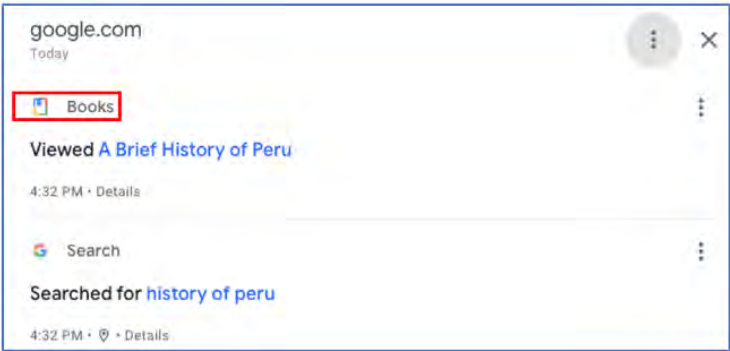 google.com
Today
Books
Viewed A Brief History of Peru
4:32 PM • Details
Search
Searched for history of peru
4:32 PM • • Details